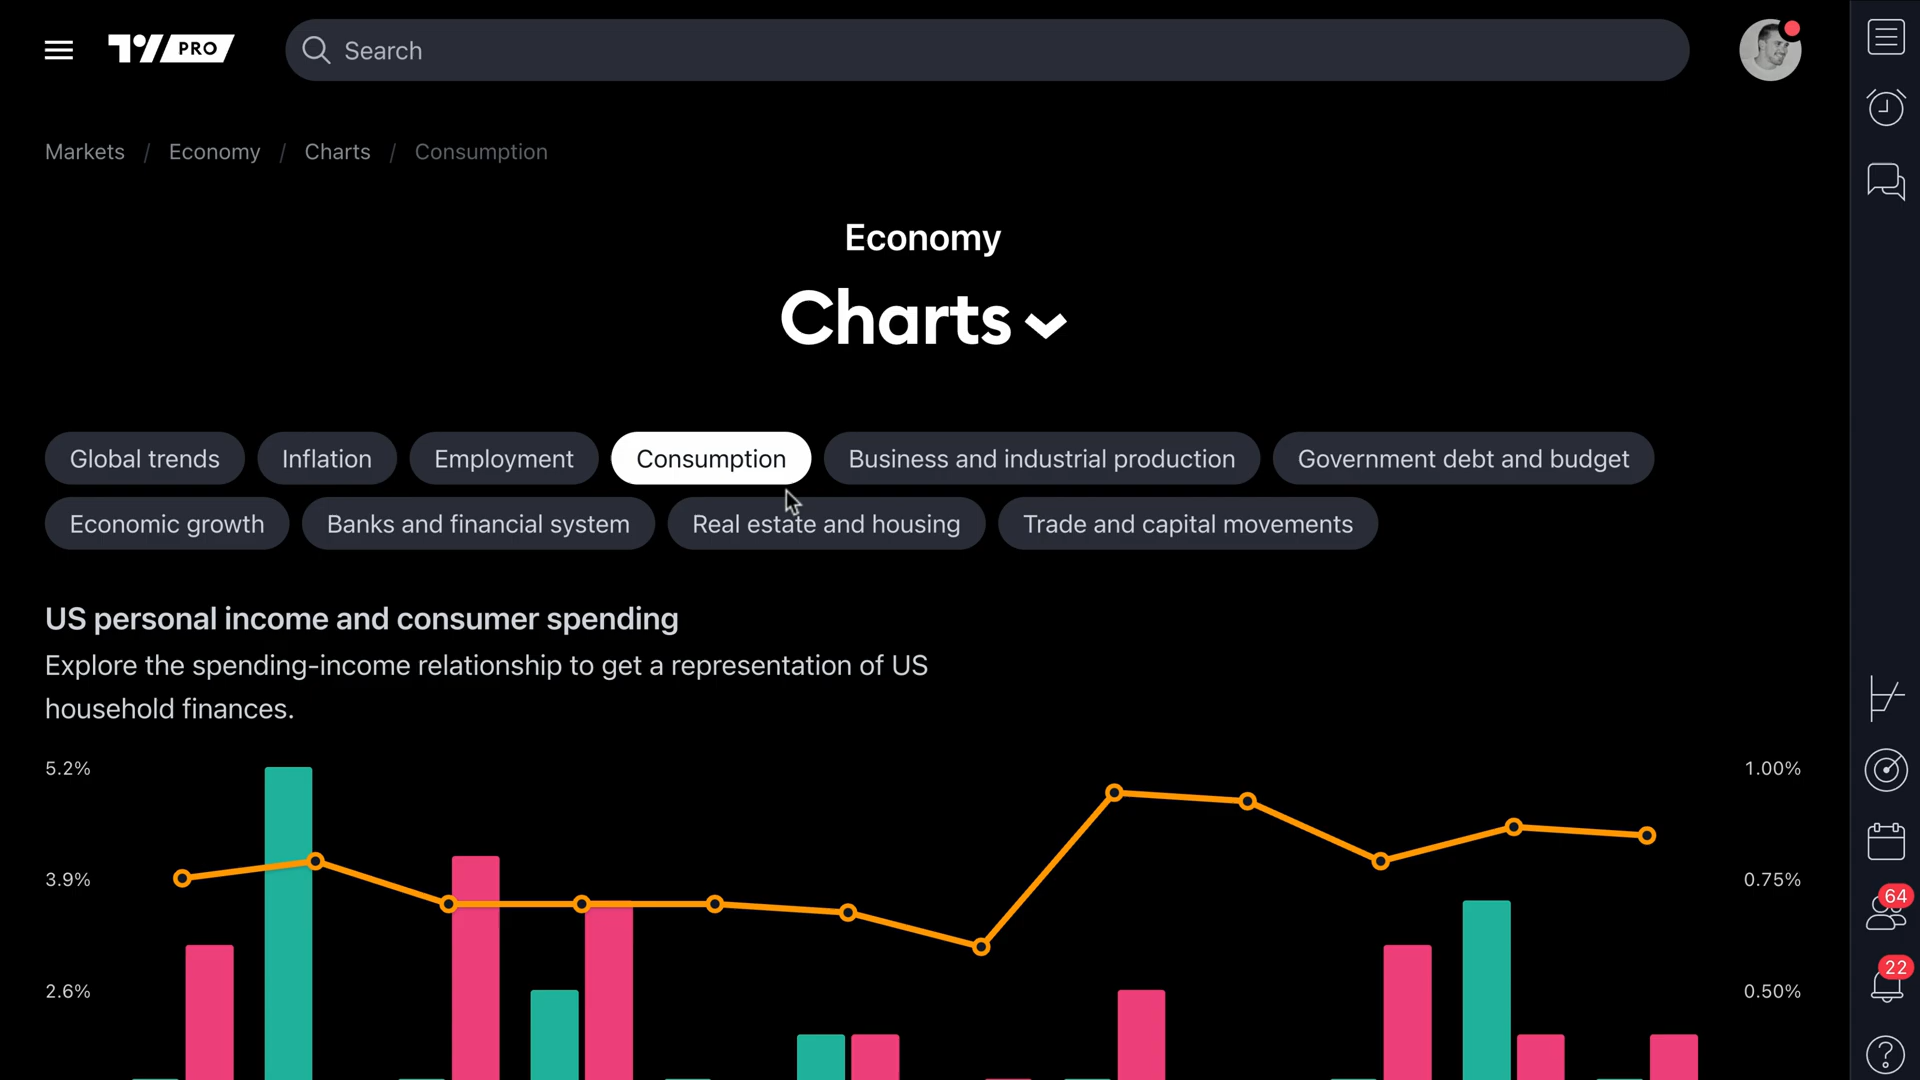 TV PRO
Search
Markets / Economy / Charts / Consumption
Economy
Charts
Global trends
Inflation
Employment
Consumption
Business and industrial production
Government debt and budget
Economic growth
Banks and financial system
Real estate and housing
Trade and capital movements
US personal income and consumer spending
Explore the spending-income relationship to get a representation of US
household finances.
5.2%
1.00%
3.9%
0.75%
2.6%
0.50%
64
22
?